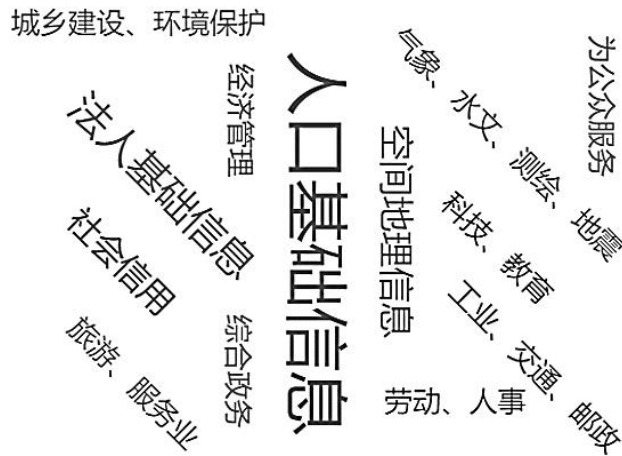 城乡建设、环境保护
经济管理
法人基础信息
社会信用
旅游、服务业
综合政务
人口基础信息
空间地理信息
气象、水文、测绘、地震
为公众服务
科技、教育
工业、交通、邮政
劳动、人事